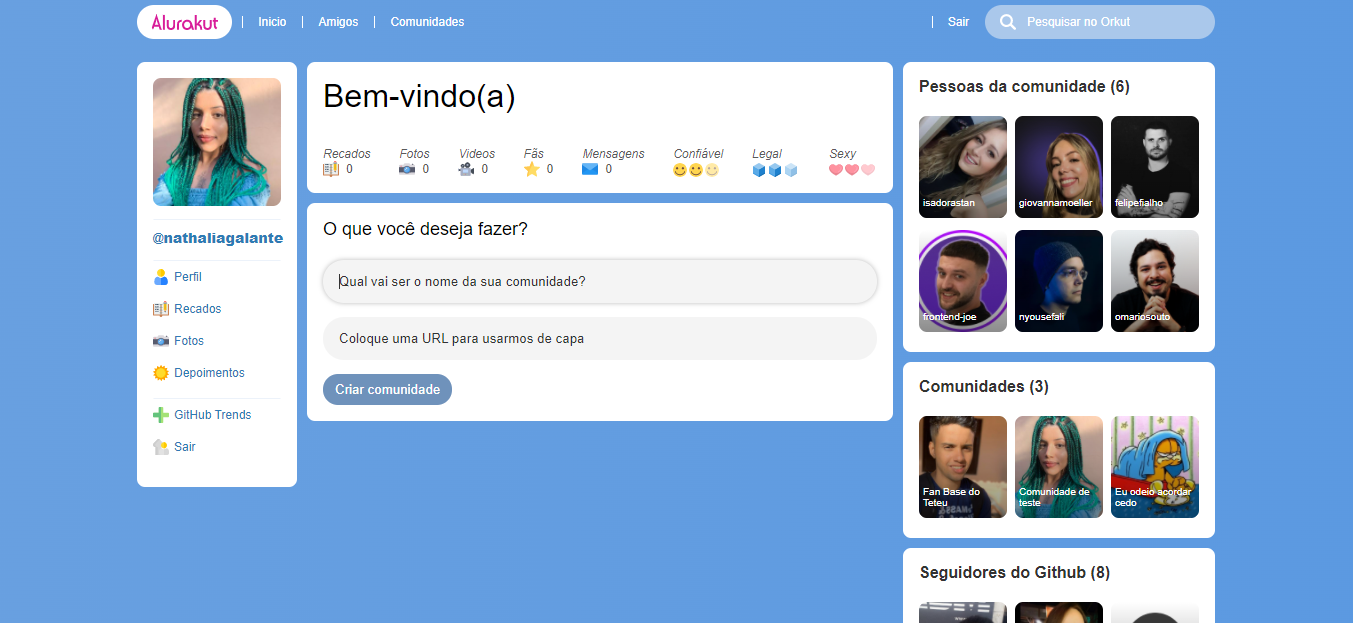 Alurakut
Inicio
Amigos
Comunidades
Sair
Pesquisar no Orkut
@nathaliagalante
Perfil
Recados
Fotos
Depoimentos
GitHub Trends
Sair
Bem-vindo(a)
Recados Fotos Videos Fãs Mensagens Confiável Legal Sexy
0 0 0 0 0
O que você deseja fazer?
Qual vai ser o nome da sua comunidade?
Coloque uma URL para usarmos de capa
Criar comunidade
Pessoas da comunidade (6)
isadorastan giovannamoeller felipefialho
frontend-joe nyousefali omariosouto
Comunidades (3)
Fan Base do
Teteu
Comunidade de
teste
Eu odeio acordar
cedo
Seguidores do Github (8)